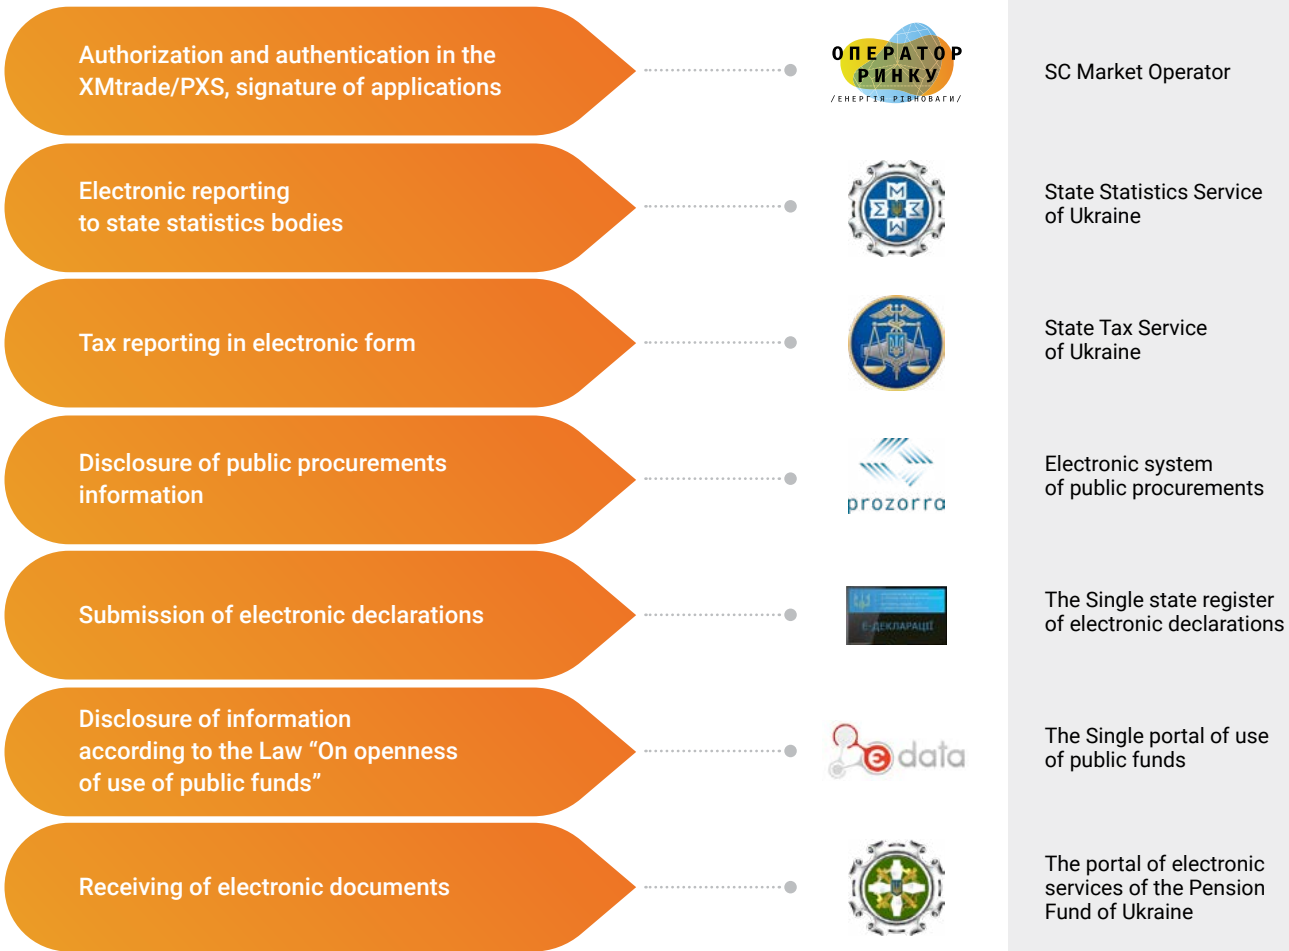 Authorization and authentication in the
XMtrade/PXS, signature of applications
ОПЕРАТОР
РИНКУ
/ЕНЕРГІЯ РІВНОВАГИ/
SC Market Operator
Electronic reporting
to state statistics bodies
State Statistics Service
of Ukraine
Tax reporting in electronic form
State Tax Service
of Ukraine
Disclosure of public procurements
information
prozorro
Electronic system
of public procurements
Submission of electronic declarations
Е-ДЕКЛАРАЦІЇ
The Single state register
of electronic declarations
Disclosure of information
according to the Law “On openness
of use of public funds”
є data
The Single portal of use
of public funds
Receiving of electronic documents
The portal of electronic
services of the Pension
Fund of Ukraine